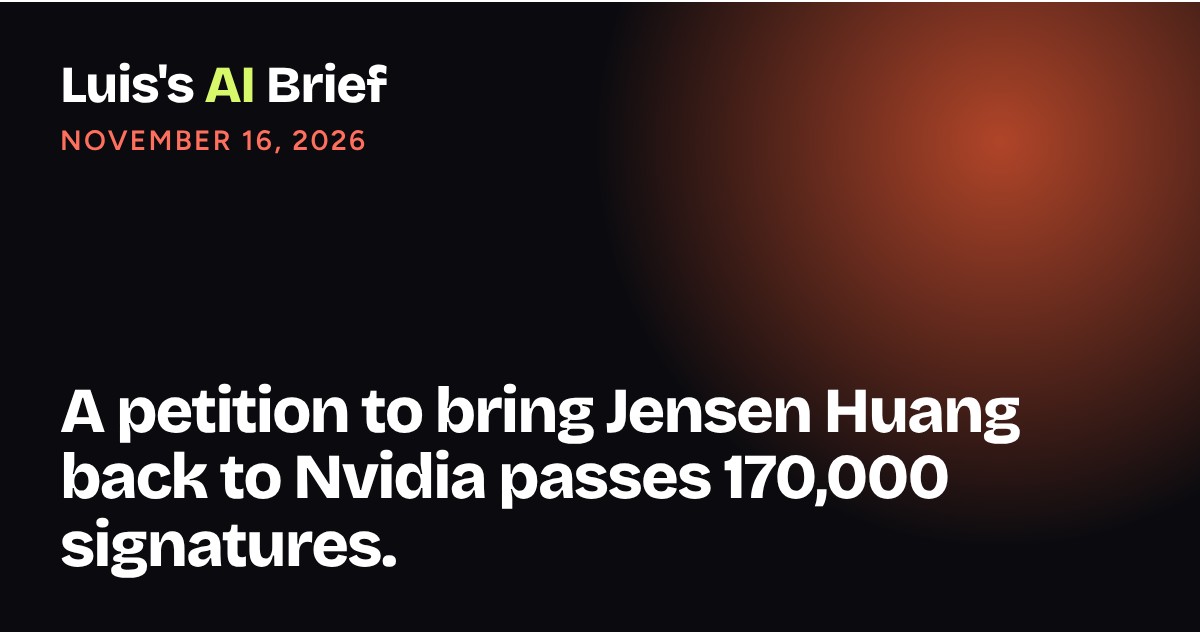 Luis's AI Brief
NOVEMBER 16, 2026
A petition to bring Jensen Huang
back to Nvidia passes 170,000
signatures.